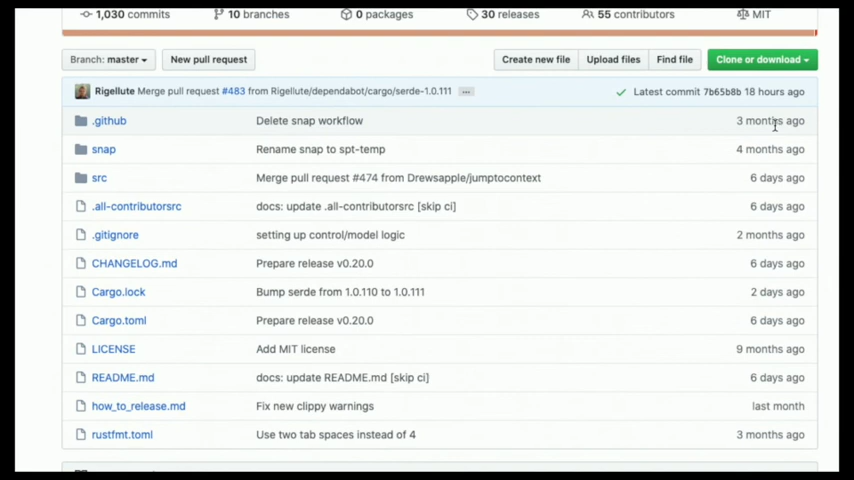 1,030 commits 10 branches 0 packages 30 releases 55 contributors MIT
Branch: master New pull request Create new file Upload files Find file Clone or download
Rigellute Merge pull request #483 from Rigellute/dependabot/cargo/serde-1.0.111 ... Latest commit 7b65b8b 18 hours ago
.github Delete snap workflow 3 months ago
snap Rename snap to spt-temp 4 months ago
src Merge pull request #474 from Drewsapple/jumptocontext 6 days ago
.all-contributorsrc docs: update .all-contributorsrc [skip ci] 6 days ago
.gitignore setting up control/model logic 2 months ago
CHANGELOG.md Prepare release v0.20.0 6 days ago
Cargo.lock Bump serde from 1.0.110 to 1.0.111 2 days ago
Cargo.toml Prepare release v0.20.0 6 days ago
LICENSE Add MIT license 9 months ago
README.md docs: update README.md [skip ci] 6 days ago
how_to_release.md Fix new clippy warnings last month
rustfmt.toml Use two tab spaces instead of 4 3 months ago